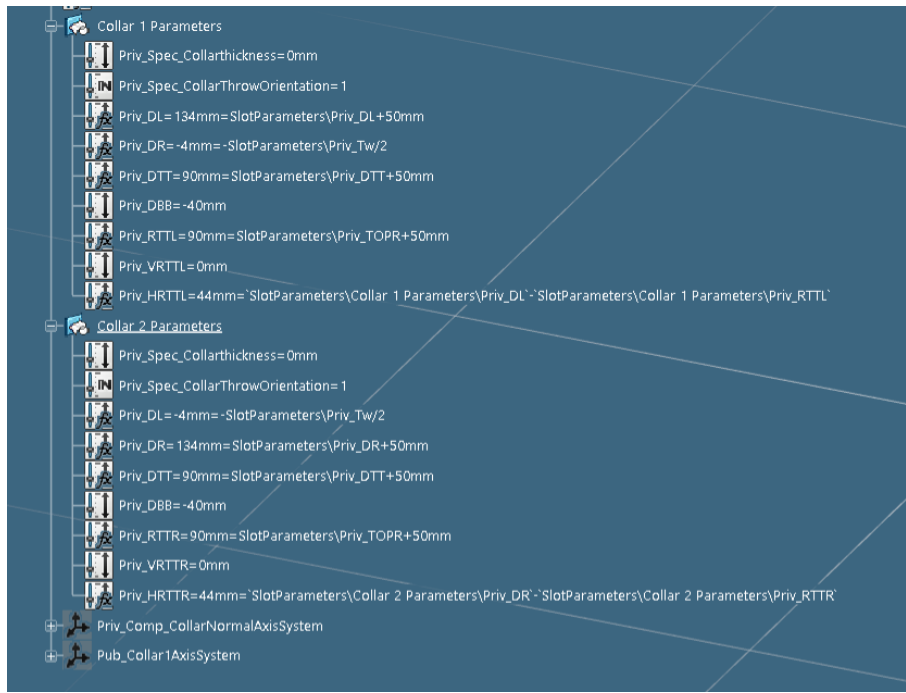 Collar 1 Parameters
Priv_Spec_Collarthickness=0mm
IN Priv_Spec_CollarThrowOrientation=1
Priv_DL=134mm=SlotParameters\Priv_DL+50mm
Priv_DR=-4mm=-SlotParameters\Priv_Tw/2
Priv_DTT=90mm=SlotParameters\Priv_DTT+50mm
Priv_DBB=-40mm
Priv_RTTL=90mm=SlotParameters\Priv_TOPR+50mm
Priv_VRTTL=0mm
Priv_HRTTL=44mm=`SlotParameters\Collar 1 Parameters\Priv_DL`-`SlotParameters\Collar 1 Parameters\Priv_RTTL`
Collar 2 Parameters
Priv_Spec_Collarthickness=0mm
IN Priv_Spec_CollarThrowOrientation=1
Priv_DL=-4mm=-SlotParameters\Priv_Tw/2
Priv_DR=134mm=SlotParameters\Priv_DR+50mm
Priv_DTT=90mm=SlotParameters\Priv_DTT+50mm
Priv_DBB=-40mm
Priv_RTTR=90mm=SlotParameters\Priv_TOPR+50mm
Priv_VRTTR=0mm
Priv_HRTTR=44mm=`SlotParameters\Collar 2 Parameters\Priv_DR`-`SlotParameters\Collar 2 Parameters\Priv_RTTR`
Priv_Comp_CollarNormalAxisSystem
Pub_Collar1AxisSystem